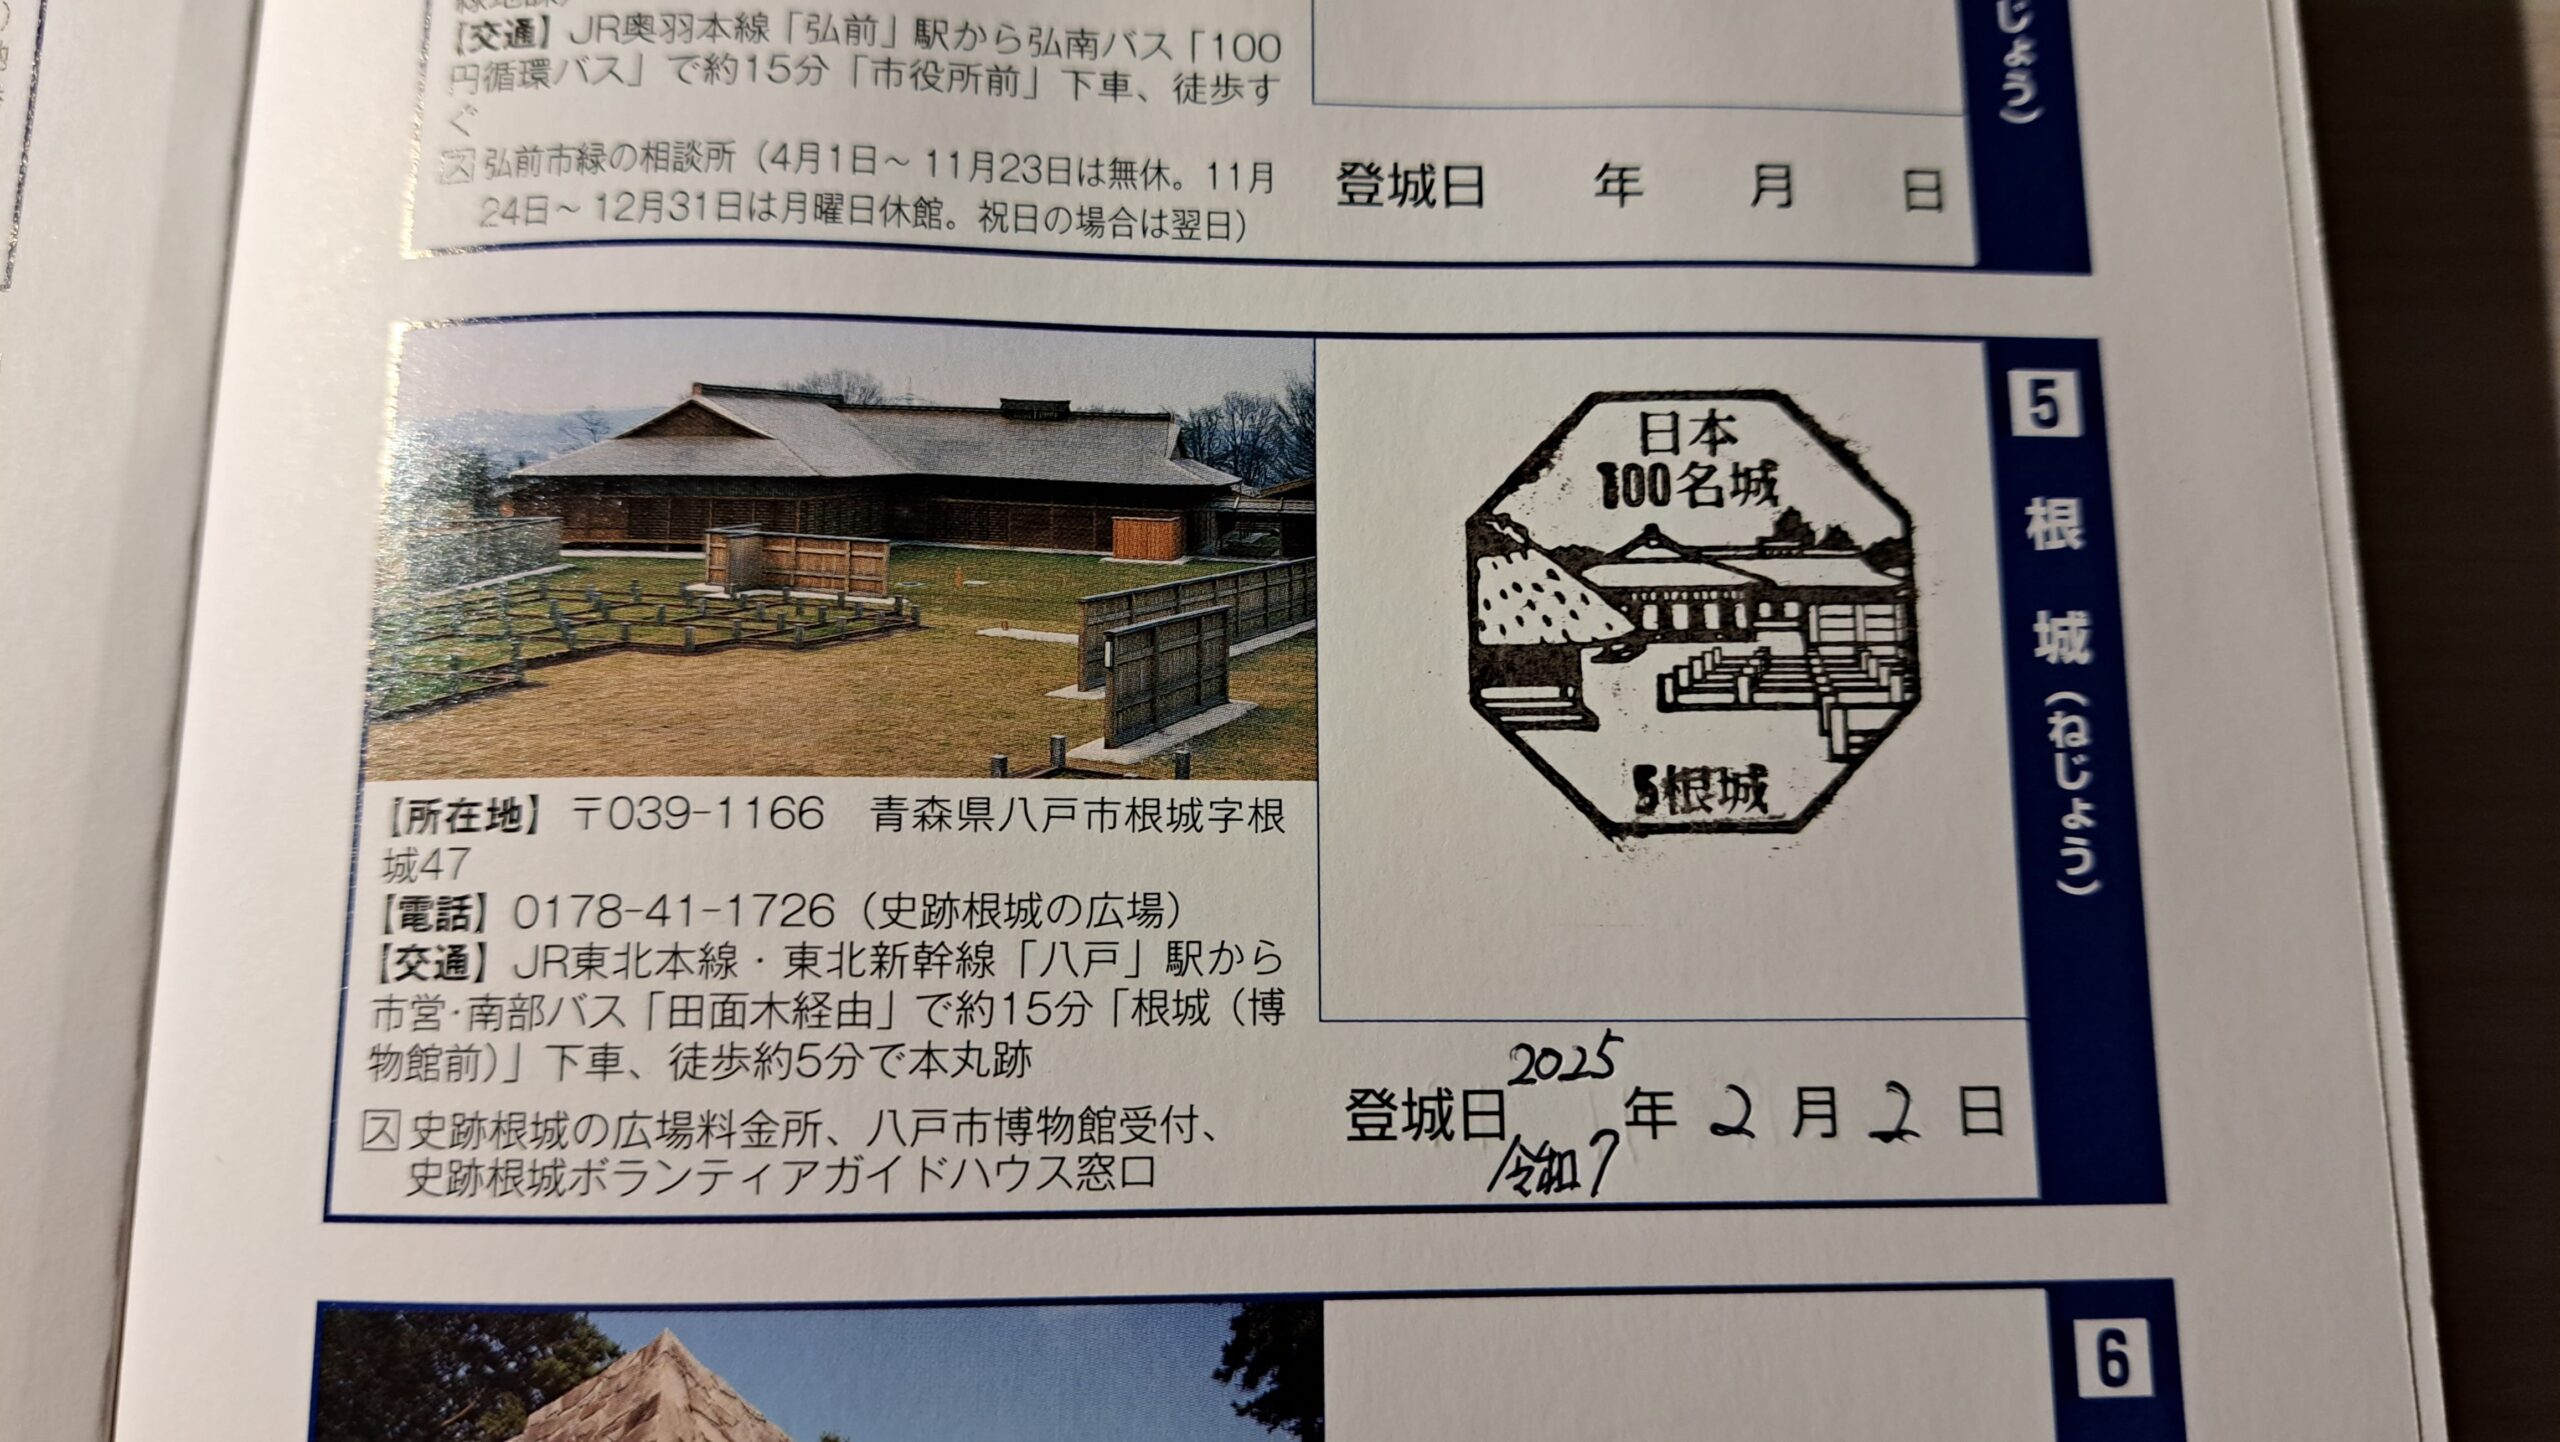 【交通】JR奥羽本線「弘前」駅から弘南バス「100
円循環バス」で約15分「市役所前」下車、徒歩す
ぐ
ス 弘前市緑の相談所（4月1日～11月23日は無休。11月
24日～12月31日は月曜日休館。祝日の場合は翌日）
登城日 年 月 日
じょう）
5 根城（ねじょう）
日本
100名城
5根城
【所在地】〒039-1166 青森県八戸市根城字根
城47
【電話】0178-41-1726（史跡根城の広場）
【交通】JR東北本線・東北新幹線「八戸」駅から
市営・南部バス「田面木経由」で約15分「根城（博
物館前）」下車、徒歩約5分で本丸跡
ス 史跡根城の広場料金所、八戸市博物館受付、
史跡根城ボランティアガイドハウス窓口
2025
登城日 年 2 月 2 日
令和7
6